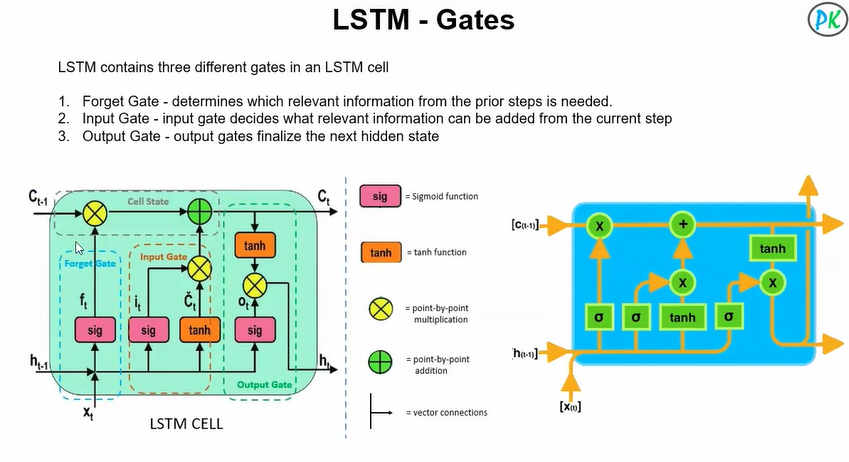 LSTM - Gates
PK
LSTM contains three different gates in an LSTM cell
1. Forget Gate - determines which relevant information from the prior steps is needed.
2. Input Gate - input gate decides what relevant information can be added from the current step
3. Output Gate - output gates finalize the next hidden state
Ct-1
Cell State
Ct
Forget Gate
Input Gate
tanh
ft
it
Čt
ot
sig
sig
tanh
sig
ht-1
ht
Output Gate
xt
LSTM CELL
sig = Sigmoid function
tanh = tanh function
= point-by-point
multiplication
= point-by-point
addition
= vector connections
[C(t-1)]
X
+
tanh
X
X
σ
σ
tanh
σ
h(t-1)]
[X(t)]